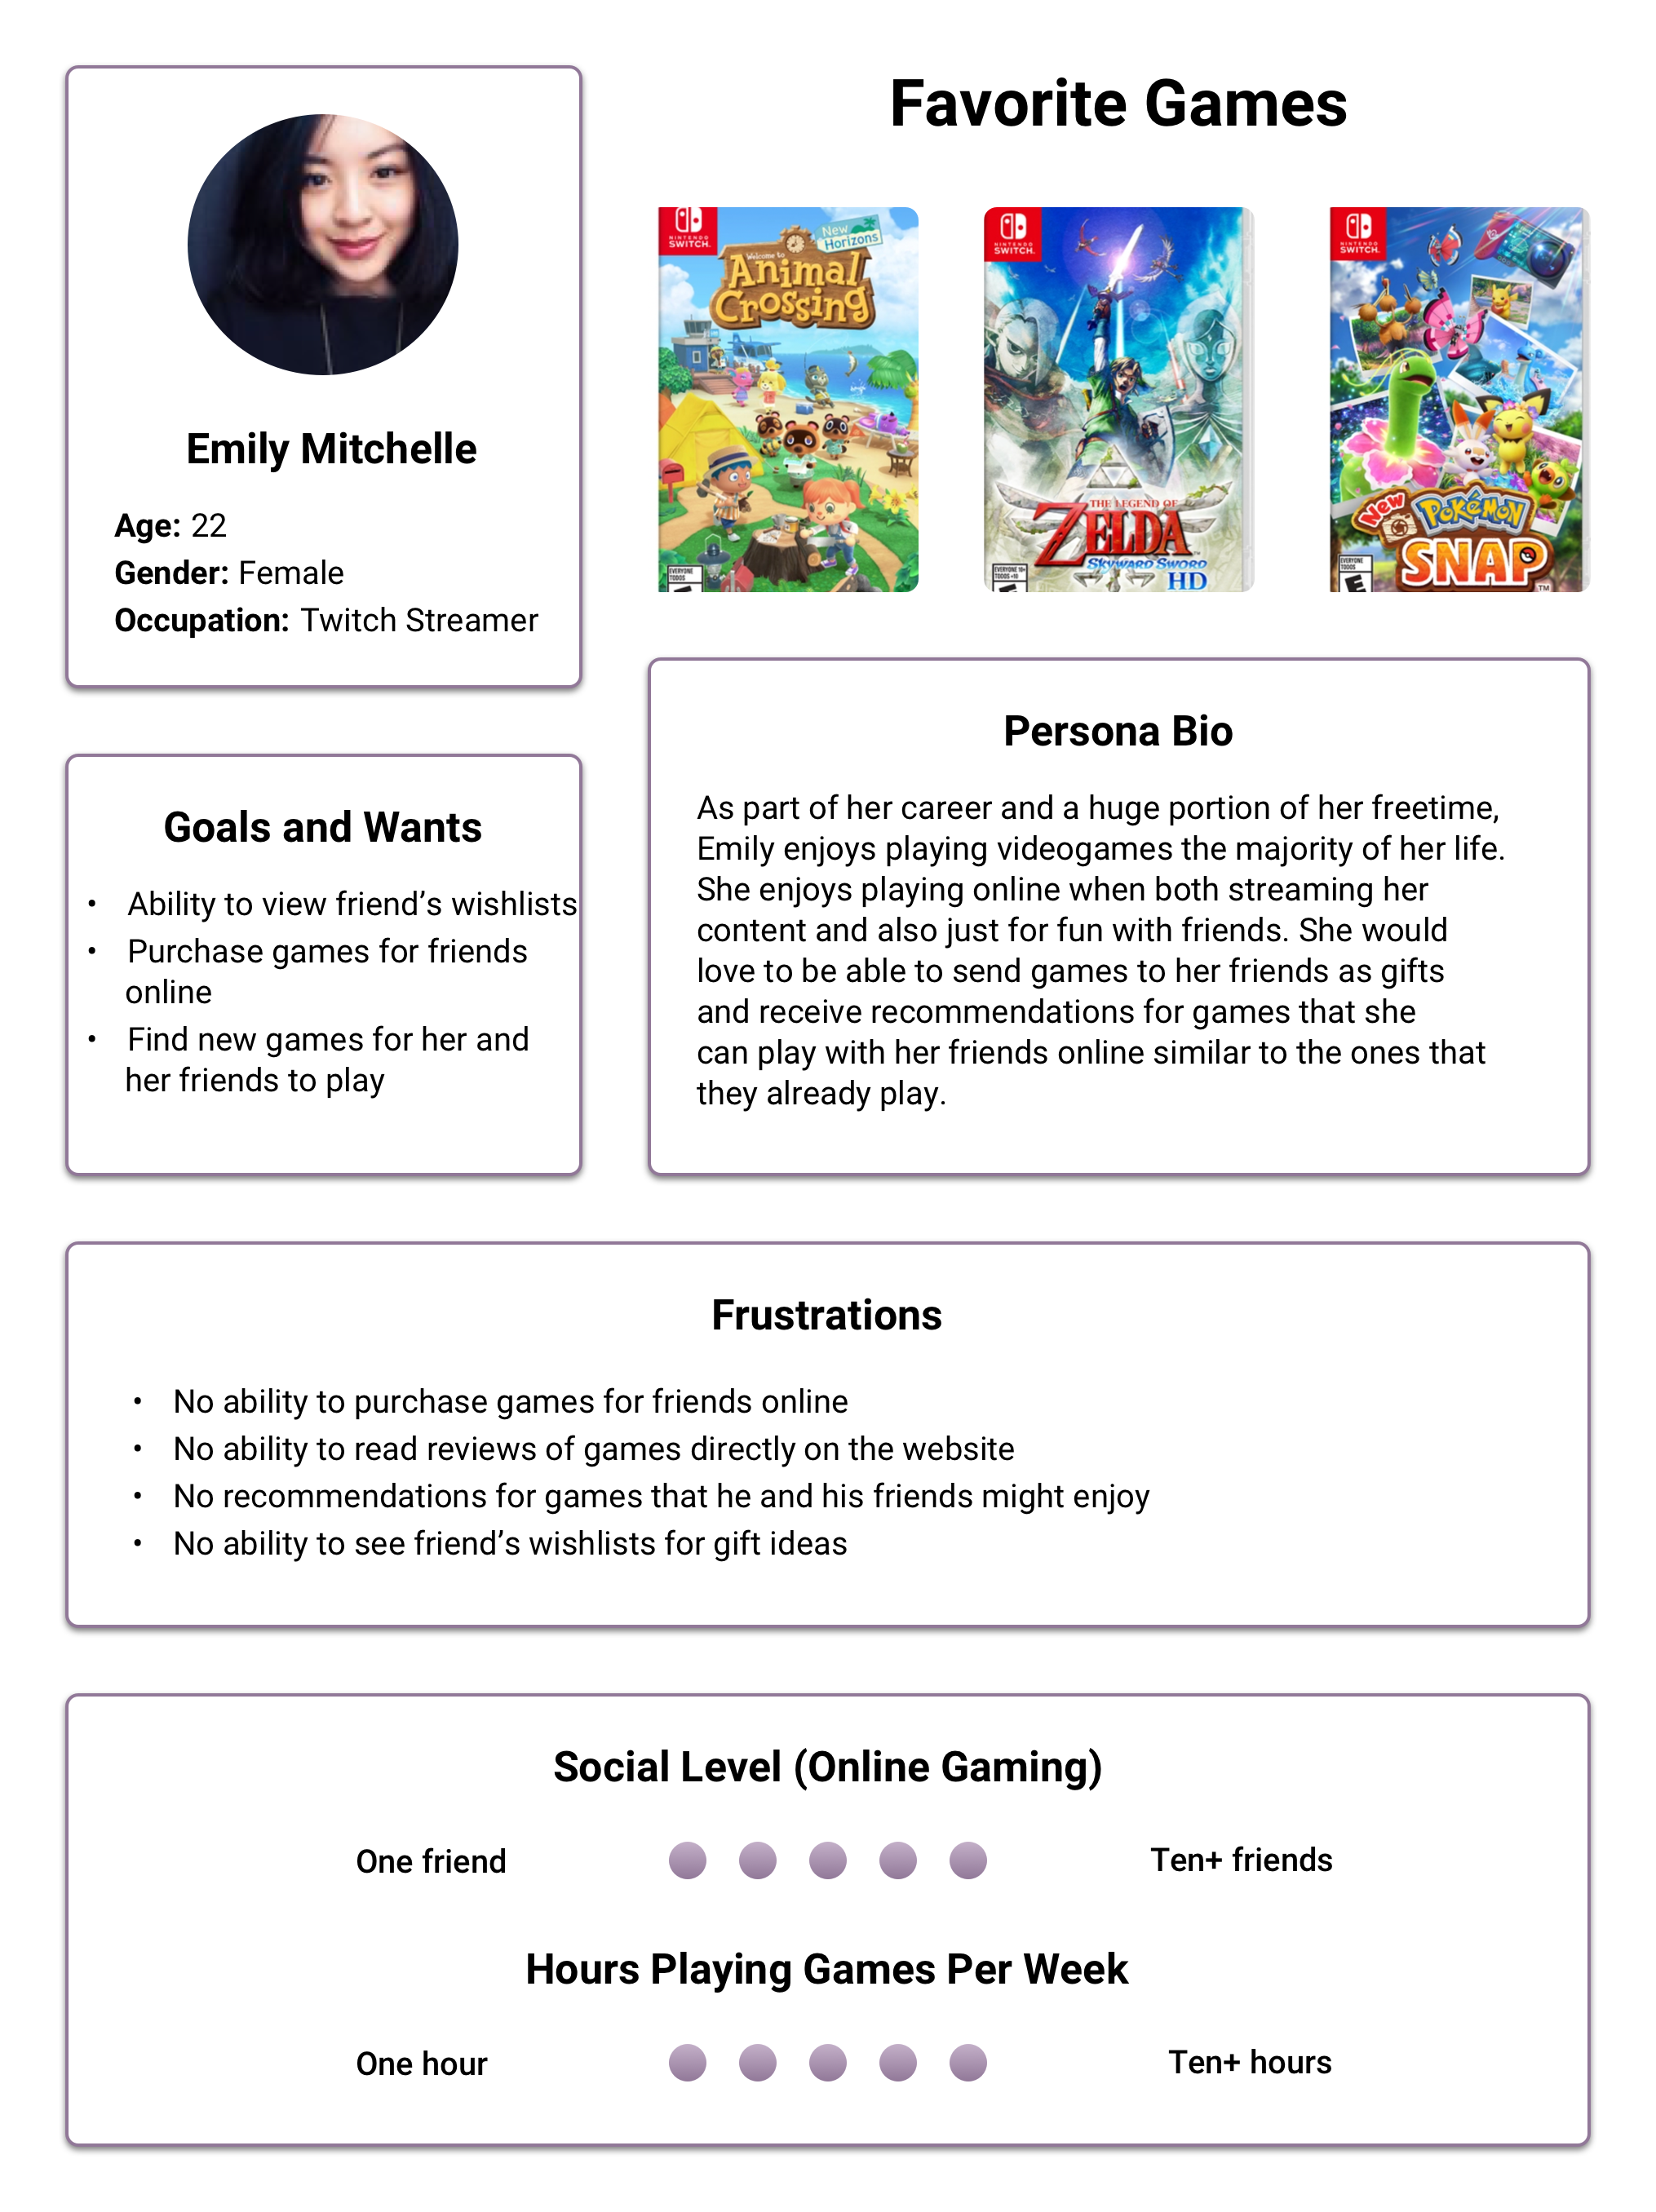 Favorite Games
NINTENDO
SWITCH.
New
Horizons
Welcome to
Animal
Crossing
EVERYONE
TODOS
E
NINTENDO
SWITCH.
THE LEGEND OF
ZELDA
SKYWARD SWORD
HD
EVERYONE 10+
TODOS +10
E
NINTENDO
SWITCH.
New
POKéMON
SNAP
TM
EVERYONE
TODOS
E
Emily Mitchelle
Age: 22
Gender: Female
Occupation: Twitch Streamer
Goals and Wants
• Ability to view friend’s wishlists
• Purchase games for friends
online
• Find new games for her and
her friends to play
Persona Bio
As part of her career and a huge portion of her freetime,
Emily enjoys playing videogames the majority of her life.
She enjoys playing online when both streaming her
content and also just for fun with friends. She would
love to be able to send games to her friends as gifts
and receive recommendations for games that she
can play with her friends online similar to the ones that
they already play.
Frustrations
• No ability to purchase games for friends online
• No ability to read reviews of games directly on the website
• No recommendations for games that he and his friends might enjoy
• No ability to see friend’s wishlists for gift ideas
Social Level (Online Gaming)
One friend Ten+ friends
Hours Playing Games Per Week
One hour Ten+ hours